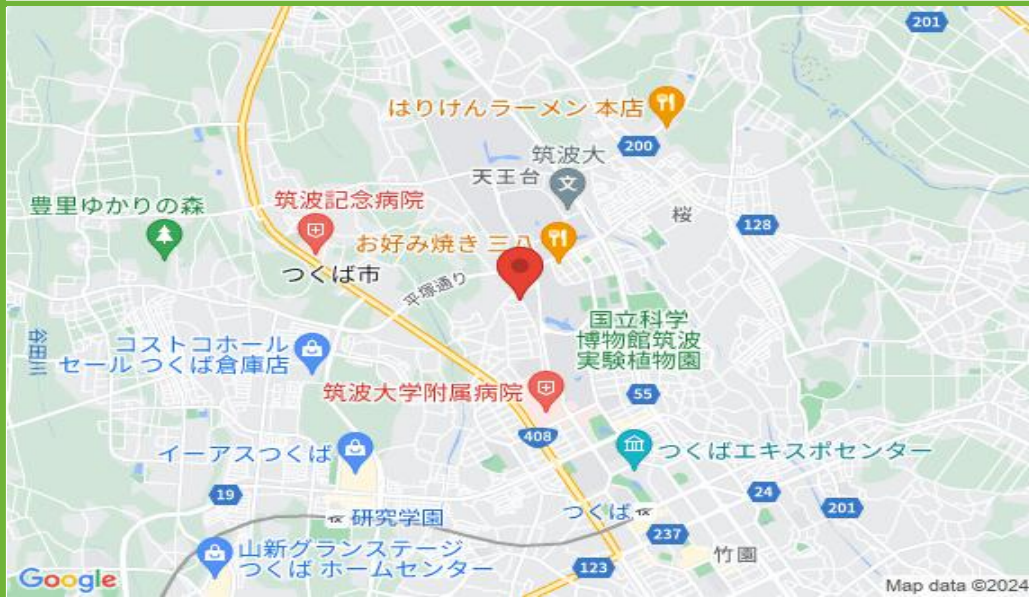 201
はりけんラーメン 本店
200
筑波大
天王台
豊里ゆかりの森
筑波記念病院
桜
128
お好み焼き 三八
つくば市
平塚通り
谷田川
国立科学
博物館筑波
実験植物園
コストコホール
セール つくば倉庫店
筑波大学附属病院
55
408
イーアスつくば
つくばエキスポセンター
19
24
201
研究学園
つくば
237
山新グランステージ
つくば ホームセンター
竹園
123
Google
Map data ©2024